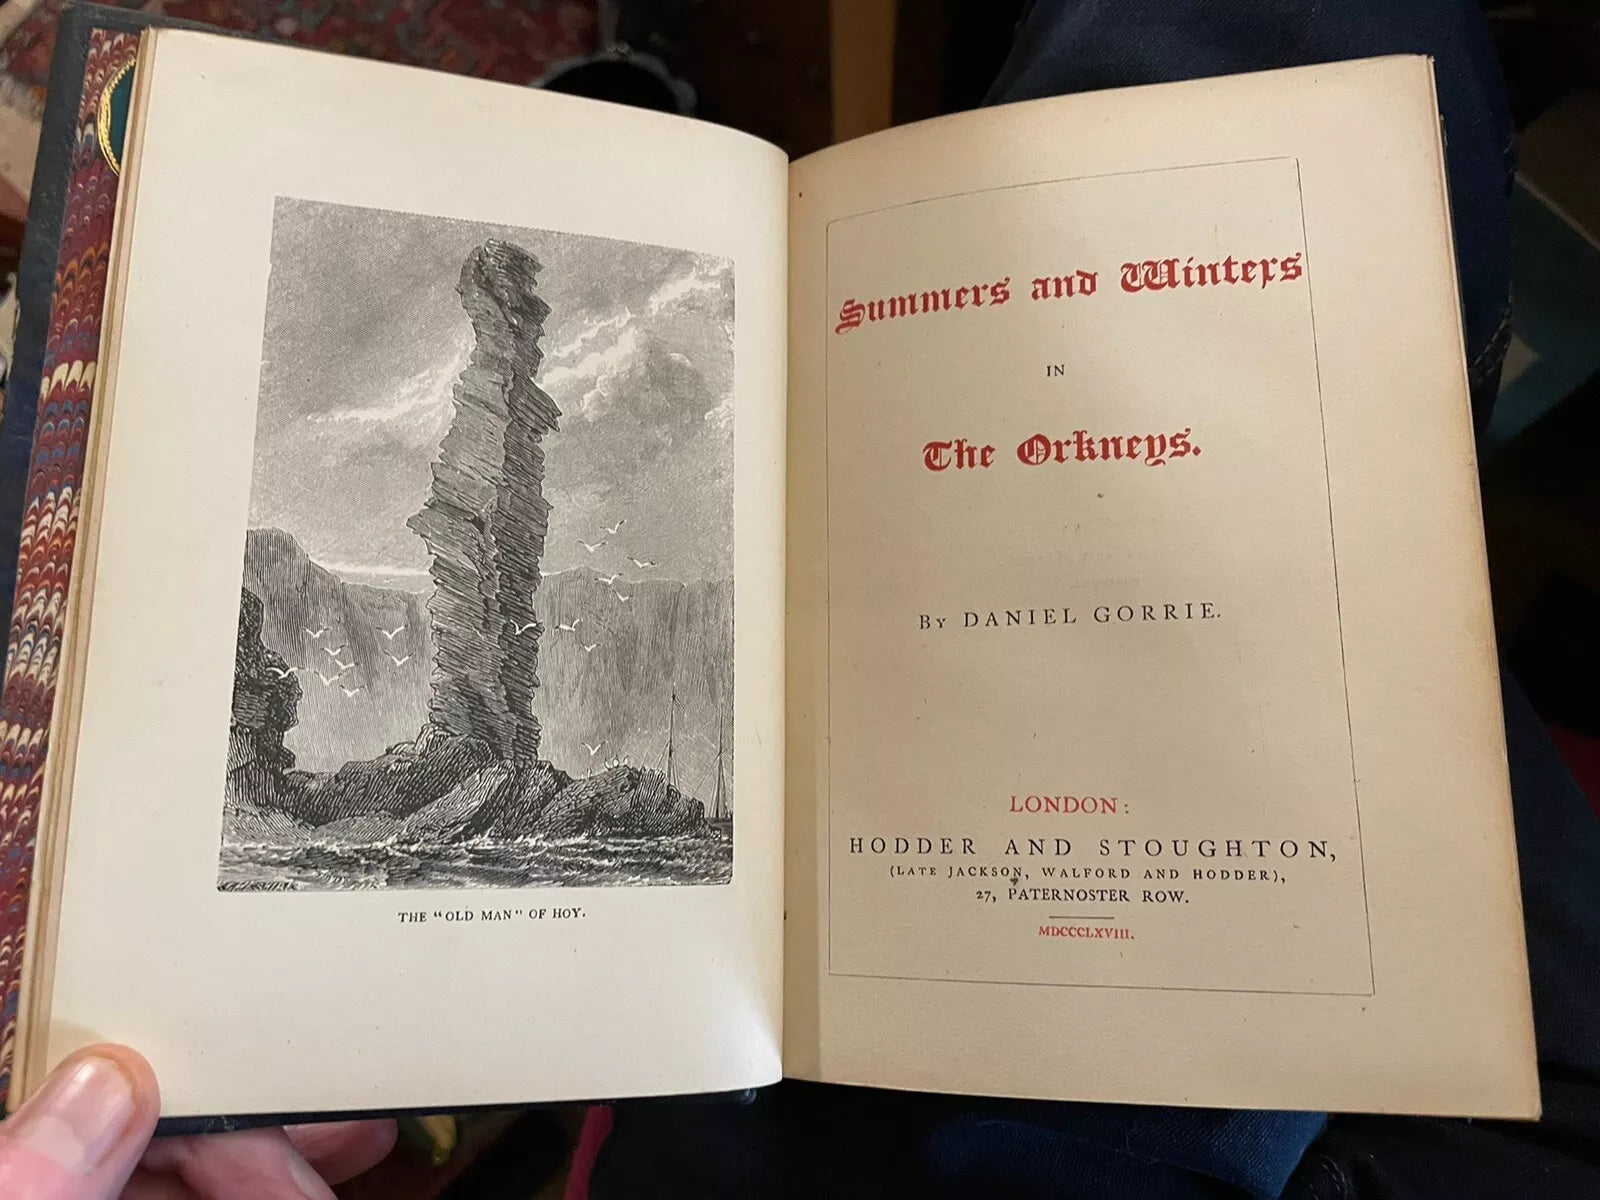 THE "OLD MAN" OF HOY.
Summers and Winters
IN
The Orkneys.
By DANIEL GORRIE.
LONDON:
HODDER AND STOUGHTON,
(LATE JACKSON, WALFORD AND HODDER),
27, PATERNOSTER ROW.
MDCCCLXVIII.